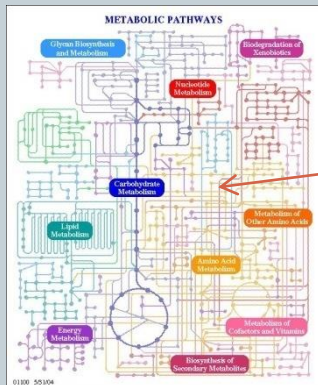 METABOLIC PATHWAYS
Glycan Biosynthesis
and Metabolism
Biodegradation of
Xenobiotics
Nucleotide
Metabolism
Carbohydrate
Metabolism
Metabolism of
Other Amino Acids
Lipid
Metabolism
Amino Acid
Metabolism
Energy
Metabolism
Metabolism of
Cofactors and Vitamins
Biosynthesis of
Secondary Metabolites
01100 5/31/04